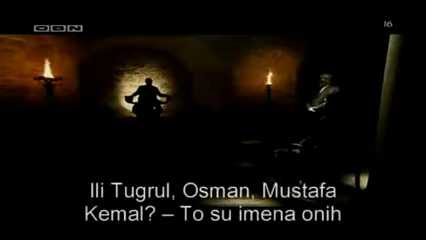 OBN
16
Ili Tugrul, Osman, Mustafa
Kemal? – To su imena onih